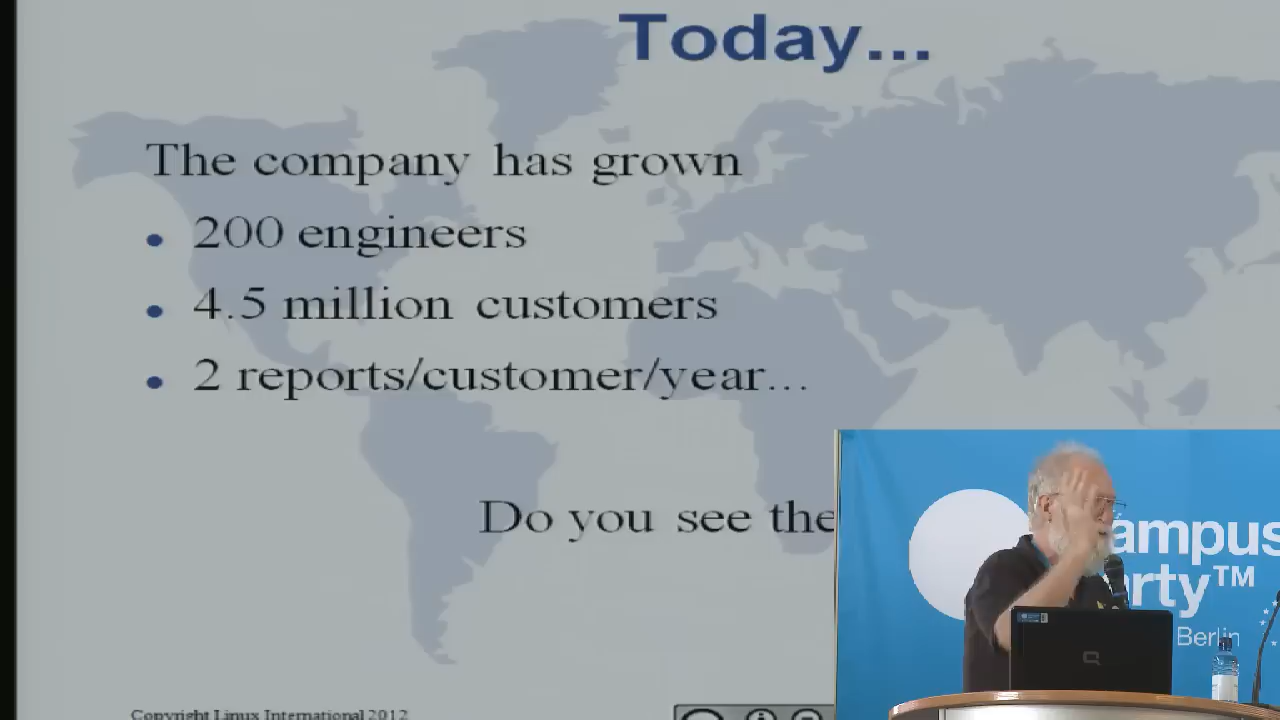 Today...
The company has grown
200 engineers
4.5 million customers
2 reports/customer/year...
Do you see the
ampus
arty™
Berlin
Copyright Linux International 2012